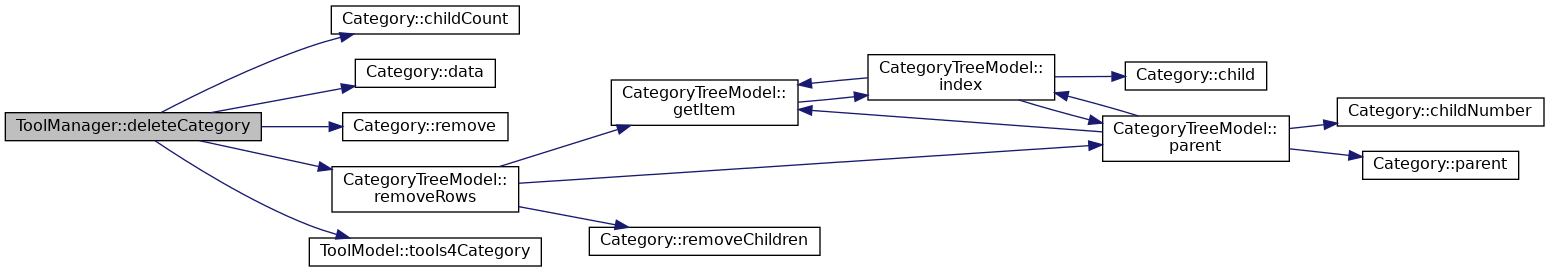 ToolManager::deleteCategory
Category::childCount
Category::data
Category::remove
CategoryTreeModel::
removeRows
ToolModel::tools4Category
CategoryTreeModel::
getItem
Category::removeChildren
CategoryTreeModel::
index
Category::child
CategoryTreeModel::
parent
Category::childNumber
Category::parent